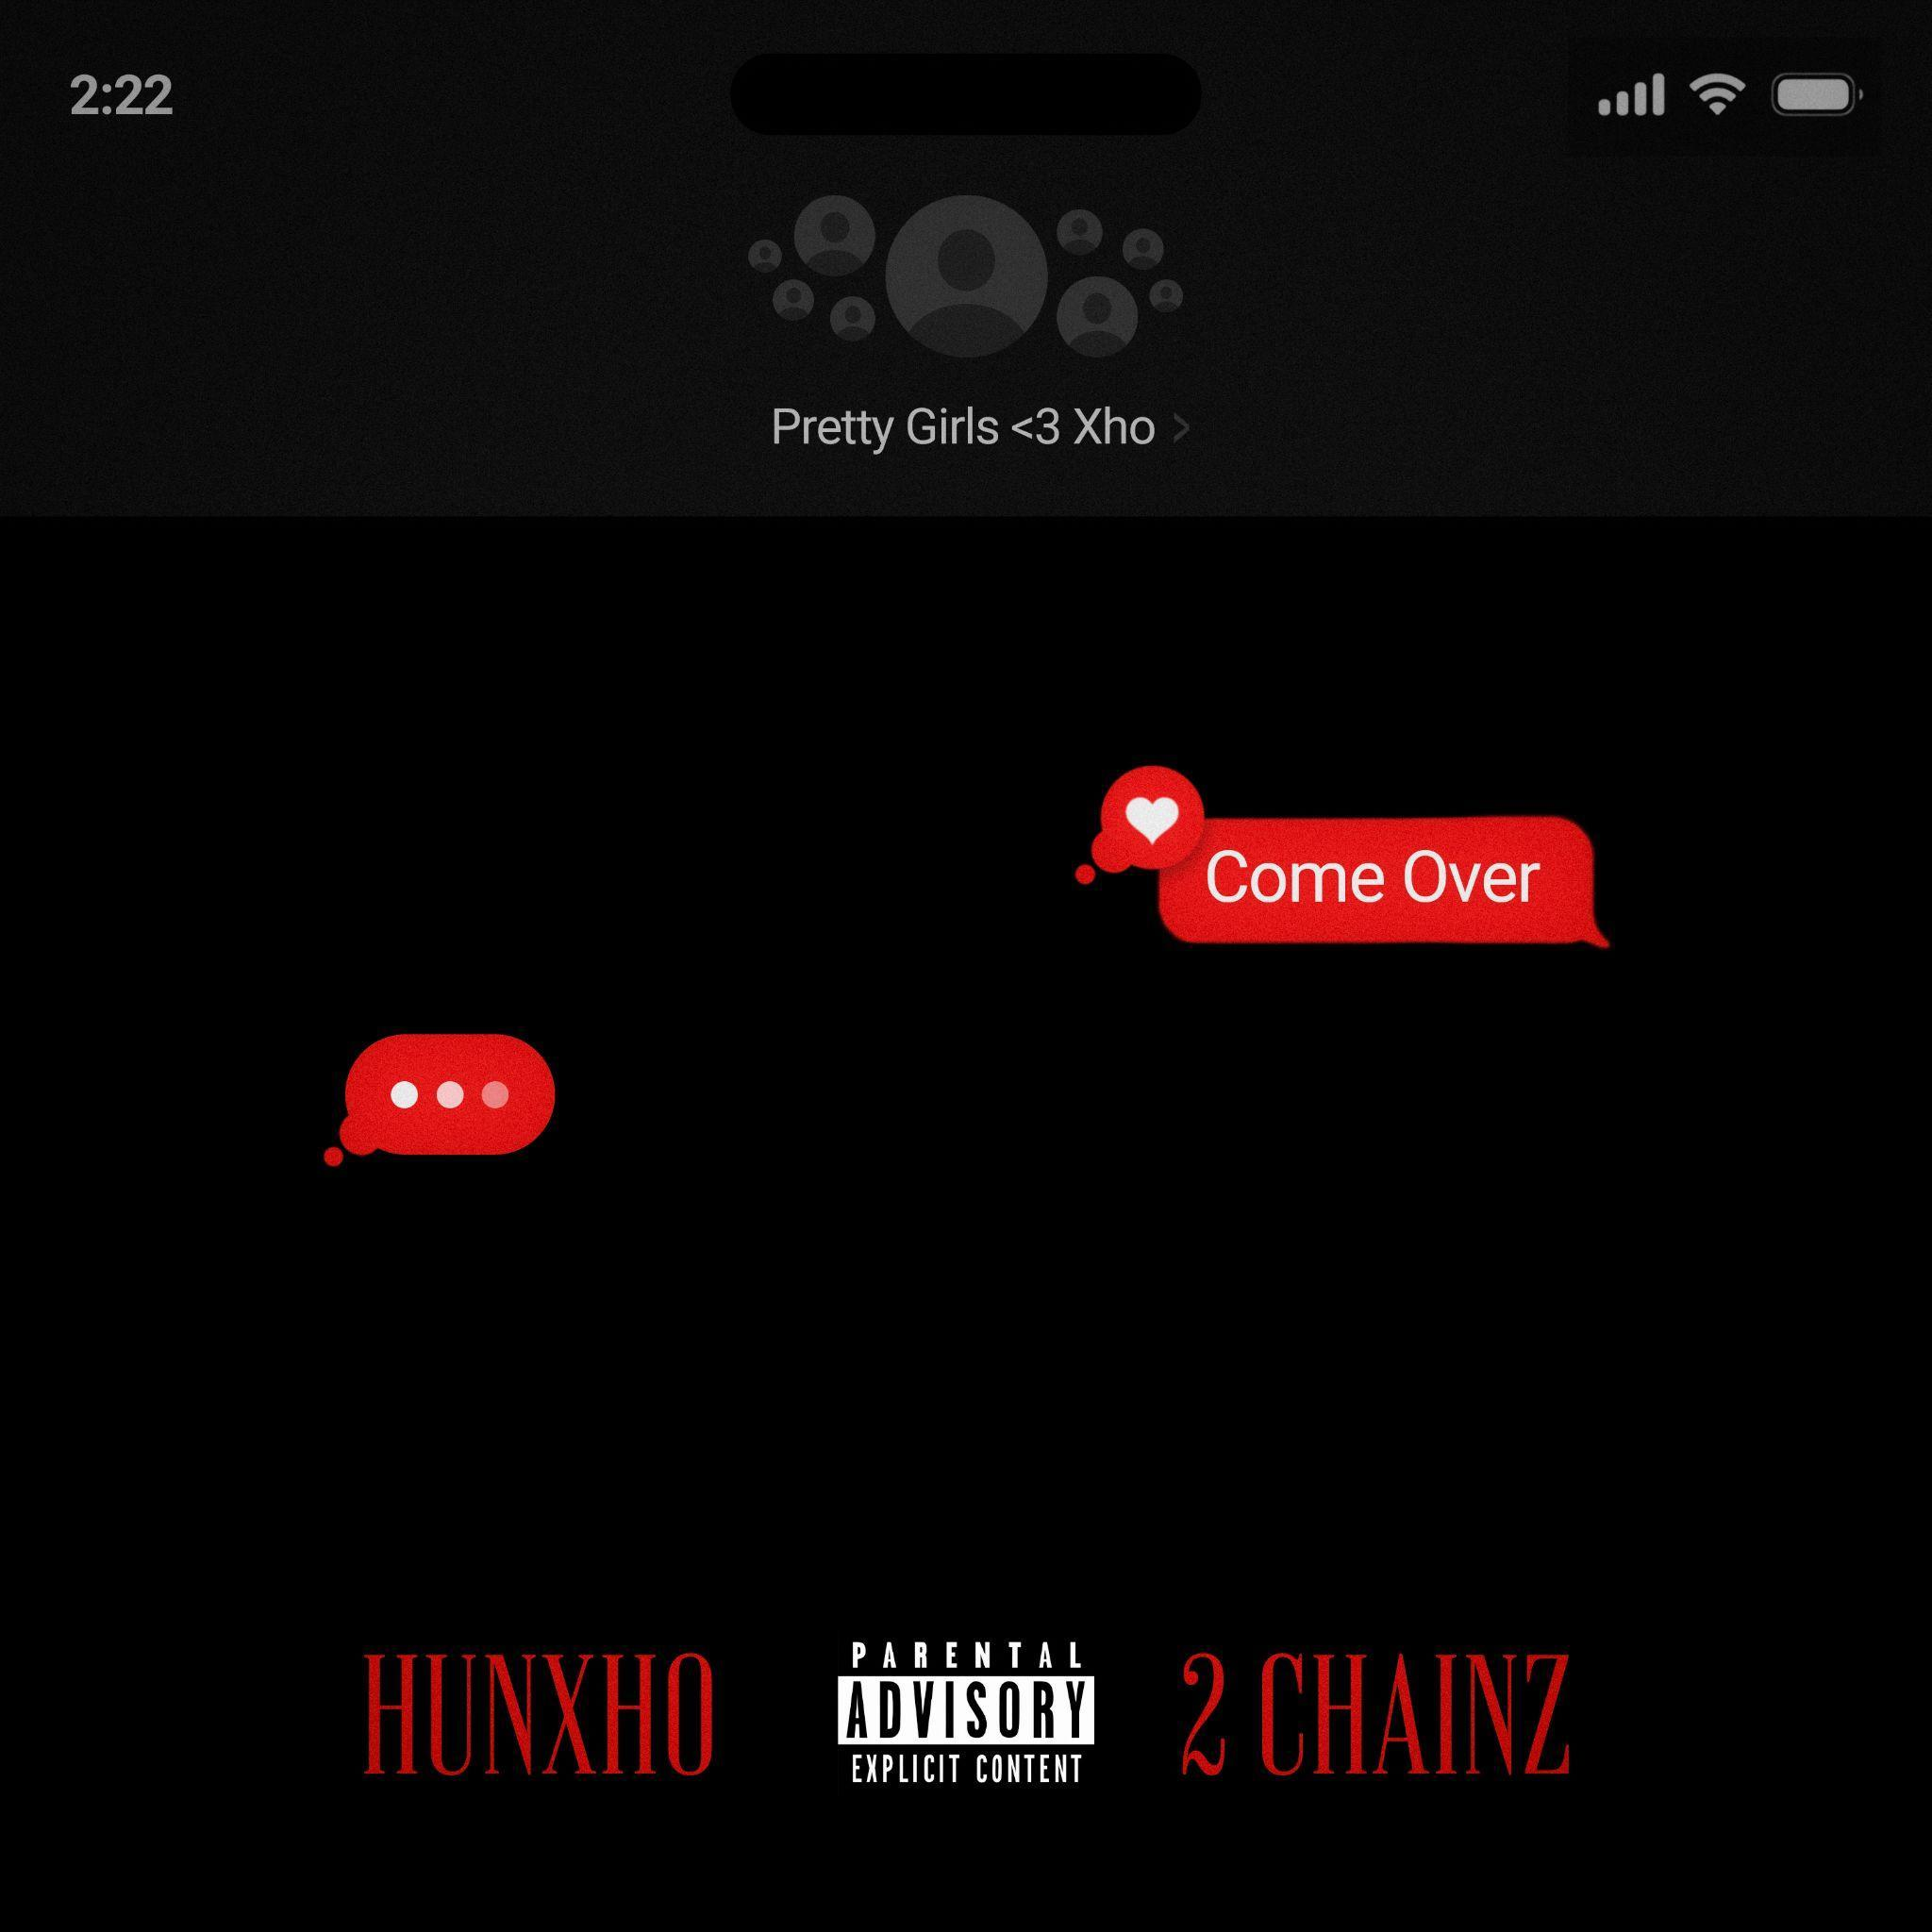 2:22
Pretty Girls <3 Xho >
Come Over
HUNXHO
PARENTAL
ADVISORY
EXPLICIT CONTENT
2 CHAINZ